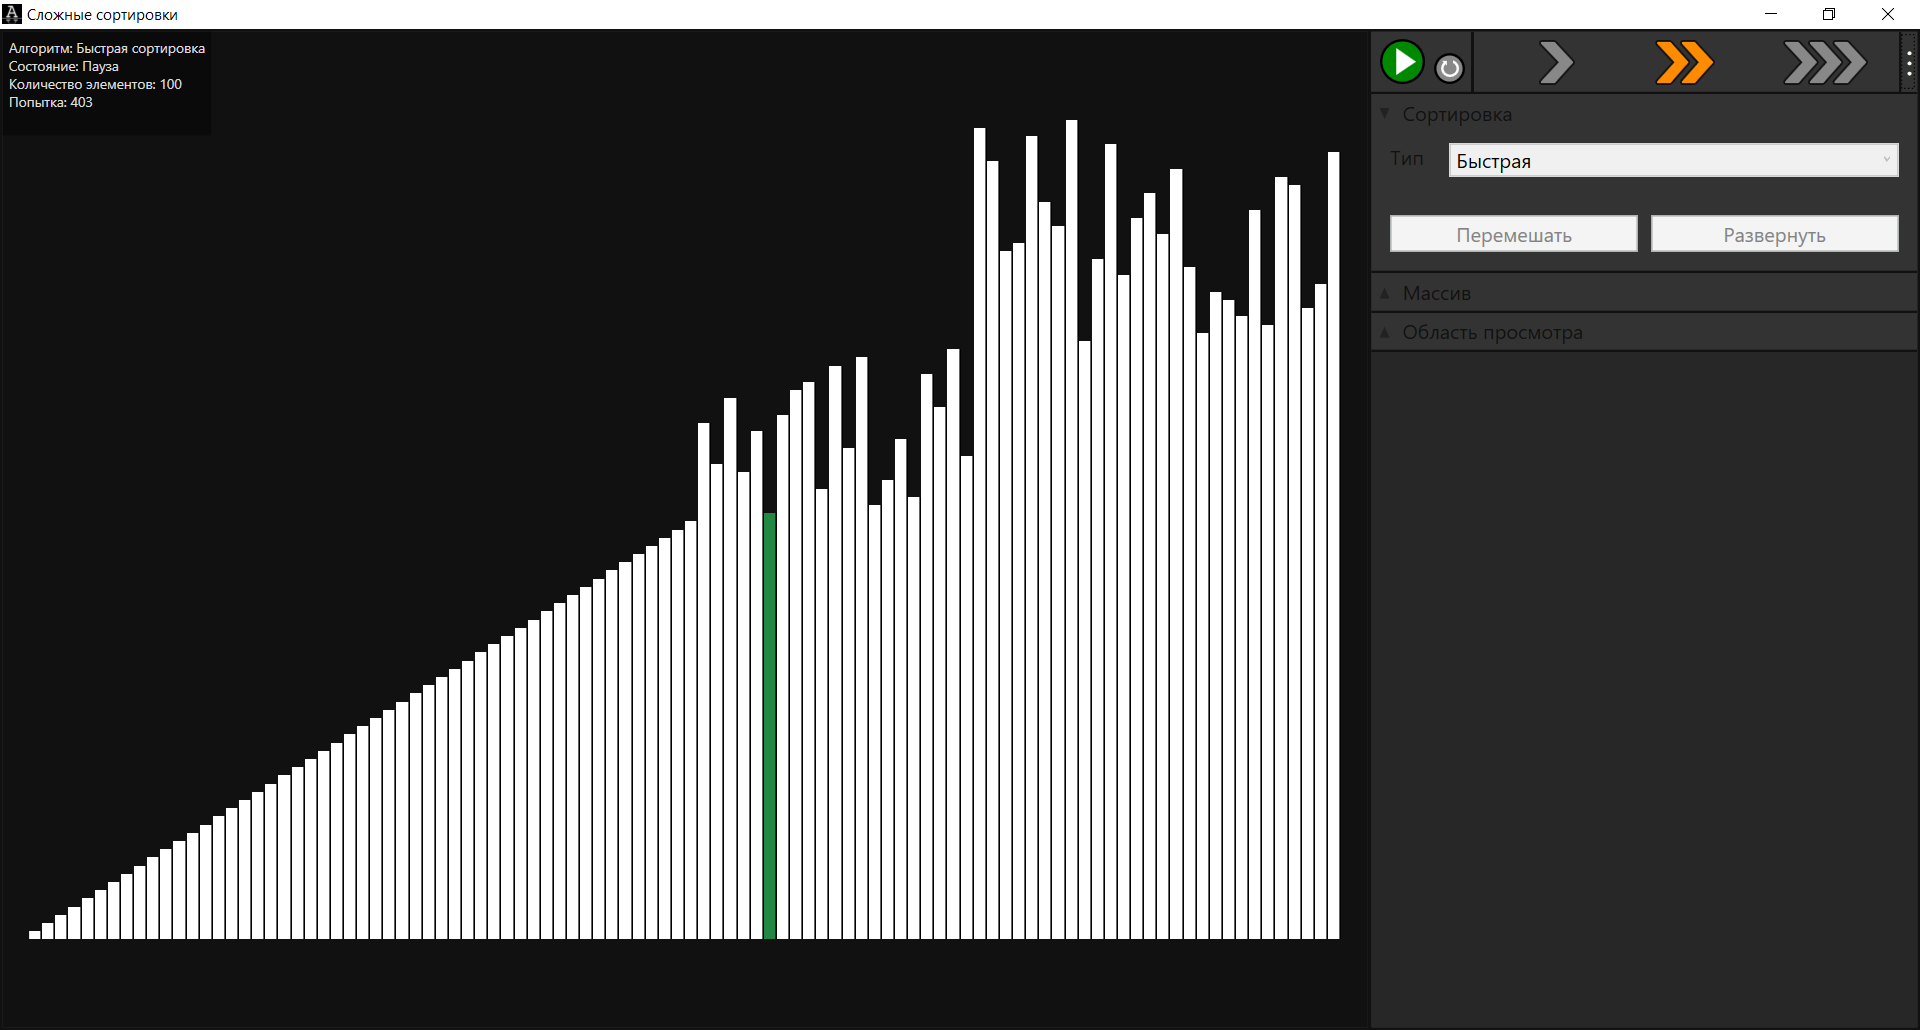 Сложные сортировки
Алгоритм: Быстрая сортировка
Состояние: Пауза
Количество элементов: 100
Попытка: 403
Сортировка
Тип
Быстрая
Перемешать
Развернуть
Массив
Область просмотра